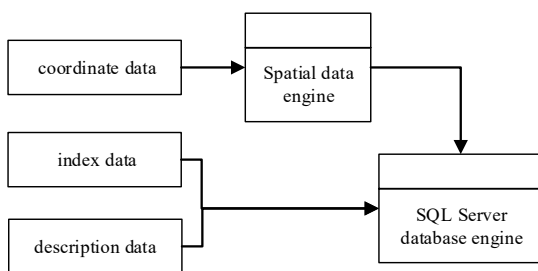 coordinate data
Spatial data
engine
index data
description data
SQL Server
database engine